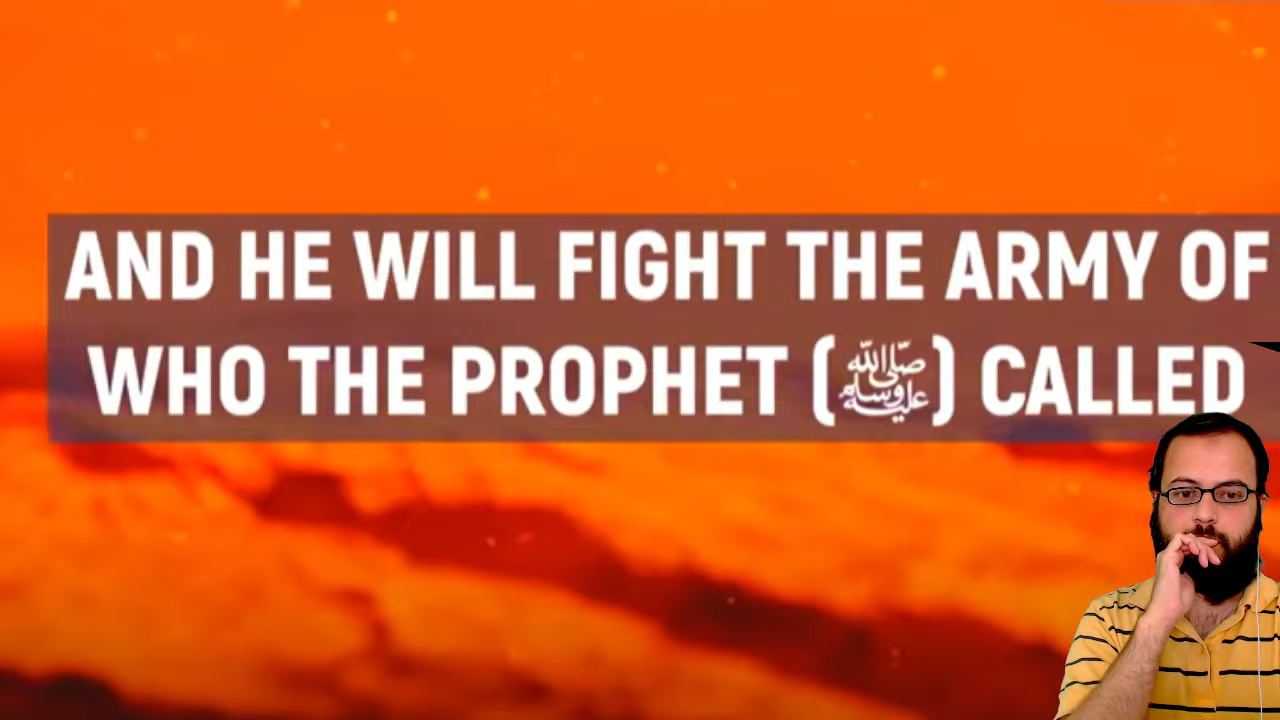 AND HE WILL FIGHT THE ARMY OF
WHO THE PROPHET (ﷺ) CALLED